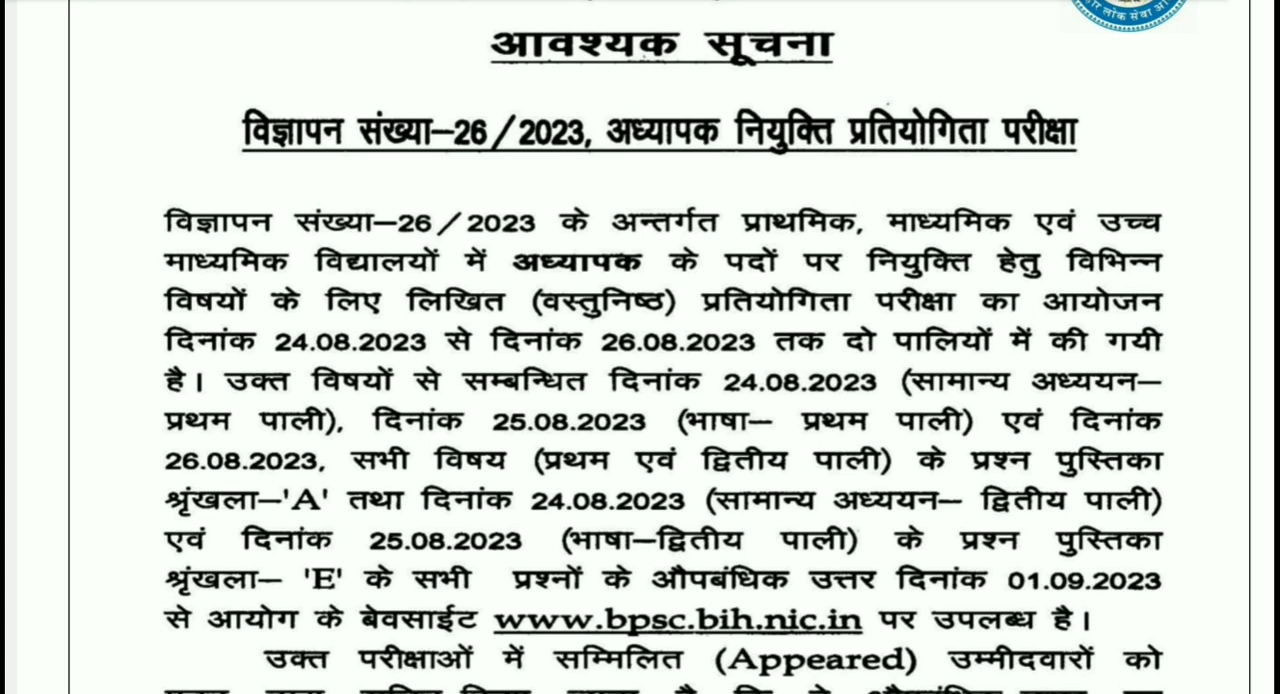 लोक सेवा
आवश्यक सूचना
विज्ञापन संख्या–26/2023, अध्यापक नियुक्ति प्रतियोगिता परीक्षा
विज्ञापन संख्या–26/2023 के अन्तर्गत प्राथमिक, माध्यमिक एवं उच्च
माध्यमिक विद्यालयों में अध्यापक के पदों पर नियुक्ति हेतु विभिन्न
विषयों के लिए लिखित (वस्तुनिष्ठ) प्रतियोगिता परीक्षा का आयोजन
दिनांक 24.08.2023 से दिनांक 26.08.2023 तक दो पालियों में की गयी
है। उक्त विषयों से सम्बन्धित दिनांक 24.08.2023 (सामान्य अध्ययन–
प्रथम पाली), दिनांक 25.08.2023 (भाषा– प्रथम पाली) एवं दिनांक
26.08.2023, सभी विषय (प्रथम एवं द्वितीय पाली) के प्रश्न पुस्तिका
श्रृंखला–'A' तथा दिनांक 24.08.2023 (सामान्य अध्ययन– द्वितीय पाली)
एवं दिनांक 25.08.2023 (भाषा–द्वितीय पाली) के प्रश्न पुस्तिका
श्रृंखला– 'E' के सभी प्रश्नों के औपबंधिक उत्तर दिनांक 01.09.2023
से आयोग के बेवसाईट www.bpsc.bih.nic.in पर उपलब्ध है।
उक्त परीक्षाओं में सम्मिलित (Appeared) उम्मीदवारों को